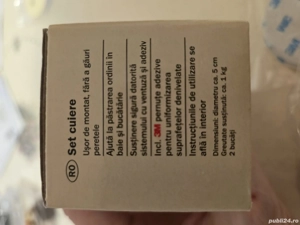 RO Set cuiere
Ușor de montat, fără a găuri
peretele
Ajută la păstrarea ordinii în
baie și bucătărie
Susținere sigură datorită
sistemului cu ventuză și adeziv
Incl. 3M pernuțe adezive
pentru uniformizarea
suprafețelor denivelate
Instrucțiunile de utilizare se
află în interior
Dimensiuni: diametru ca. 5 cm
Greutate susținută: ca. 1 kg
2 bucăți
publi24.ro